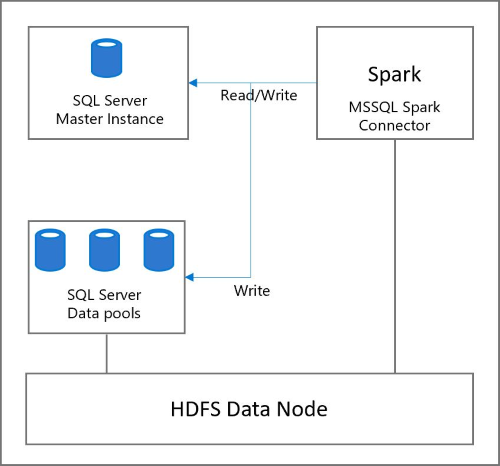 SQL Server
Master Instance
Read/Write
Spark
MSSQL Spark
Connector
SQL Server
Data pools
Write
HDFS Data Node